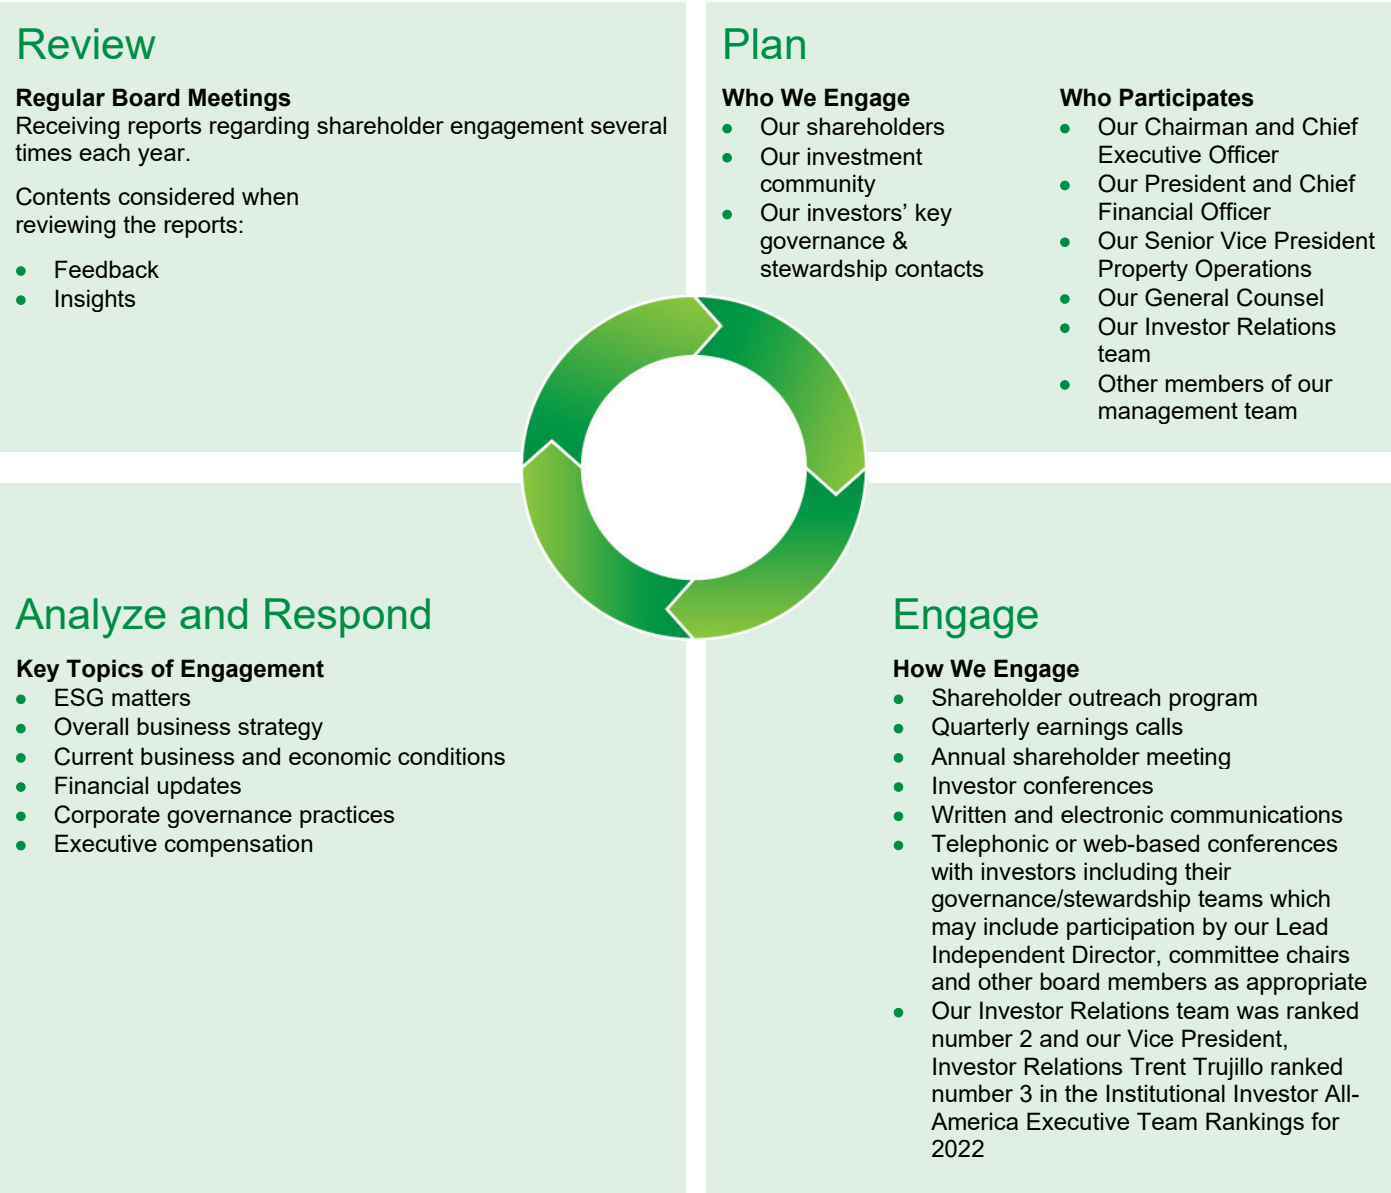 Review
Regular Board Meetings
Receiving reports regarding shareholder engagement several
times each year.
Contents considered when
reviewing the reports:
● Feedback
● Insights
Plan
Who We Engage
● Our shareholders
● Our investment
community
● Our investors’ key
governance &
stewardship contacts
Who Participates
● Our Chairman and Chief
Executive Officer
● Our President and Chief
Financial Officer
● Our Senior Vice President
Property Operations
● Our General Counsel
● Our Investor Relations
team
● Other members of our
management team
Analyze and Respond
Key Topics of Engagement
● ESG matters
● Overall business strategy
● Current business and economic conditions
● Financial updates
● Corporate governance practices
● Executive compensation
Engage
How We Engage
● Shareholder outreach program
● Quarterly earnings calls
● Annual shareholder meeting
● Investor conferences
● Written and electronic communications
● Telephonic or web-based conferences
with investors including their
governance/stewardship teams which
may include participation by our Lead
Independent Director, committee chairs
and other board members as appropriate
● Our Investor Relations team was ranked
number 2 and our Vice President,
Investor Relations Trent Trujillo ranked
number 3 in the Institutional Investor All-
America Executive Team Rankings for
2022